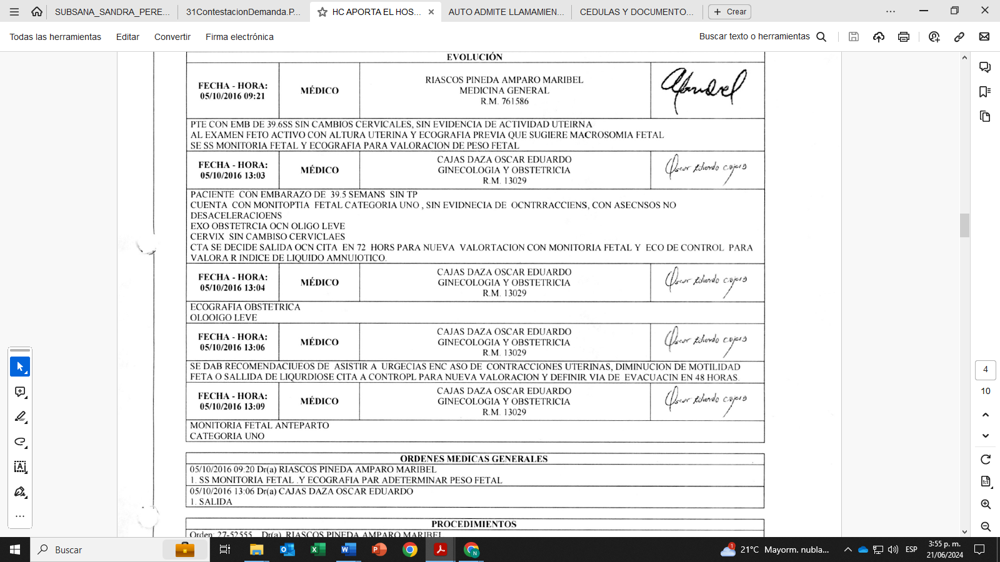 SUBSANA_SANDRA_PERE...
31ContestacionDemanda.P...
HC APORTA EL HOS...
AUTO ADMITE LLAMAMIEN...
CEDULAS Y DOCUMENTO...
Crear
Todas las herramientas
Editar
Convertir
Firma electrónica
Buscar texto o herramientas
EVOLUCIÓN
FECHA - HORA:
05/10/2016 09:21
MÉDICO
RIASCOS PINEDA AMPARO MARIBEL
MEDICINA GENERAL
R.M. 761586
PTE CON EMB DE 39.6SS SIN CAMBIOS CERVICALES, SIN EVIDENCIA DE ACTIVIDAD UTEIRNA
AL EXAMEN FETO ACTIVO CON ALTURA UTERINA Y ECOGRAFIA PREVIA QUE SUGIERE MACROSOMIA FETAL
SE SS MONITORIA FETAL Y ECOGRAFIA PARA VALORACION DE PESO FETAL
FECHA - HORA:
05/10/2016 13:03
MÉDICO
CAJAS DAZA OSCAR EDUARDO
GINECOLOGIA Y OBSTETRICIA
R.M. 13029
Oscar Eduardo Cajas
PACIENTE CON EMBARAZO DE 39.5 SEMANS SIN TP
CUENTA CON MONITOPTIA FETAL CATEGORIA UNO , SIN EVIDNECIA DE OCNTRRACCIENS, CON ASECNSOS NO
DESACELERACIOENS
EXO OBSTETRCIA OCN OLIGO LEVE
CERVIX SIN CAMBISO CERVICLAES
CTA SE DECIDE SALIDA OCN CITA EN 72 HORS PARA NUEVA VALORTACION CON MONITORIA FETAL Y ECO DE CONTROL PARA
VALORA R INDICE DE LIQUIDO AMNUIOTICO.
FECHA - HORA:
05/10/2016 13:04
MÉDICO
CAJAS DAZA OSCAR EDUARDO
GINECOLOGIA Y OBSTETRICIA
R.M. 13029
Oscar Eduardo Cajas
ECOGRAFIA OBSTETRICA
OLOOIGO LEVE
FECHA - HORA:
05/10/2016 13:06
MÉDICO
CAJAS DAZA OSCAR EDUARDO
GINECOLOGIA Y OBSTETRICIA
R.M. 13029
Oscar Eduardo Cajas
SE DAB RECOMENDACIUEOS DE ASISTIR A URGECIAS ENC ASO DE CONTRACCIONES UTERINAS, DIMINUCION DE MOTILIDAD
FETA O SALLIDA DE LIQURDIOSE CITA A CONTROPL PARA NUEVA VALORACION Y DEFINIR VIA DE EVACUACIN EN 48 HORAS.
FECHA - HORA:
05/10/2016 13:09
MÉDICO
CAJAS DAZA OSCAR EDUARDO
GINECOLOGIA Y OBSTETRICIA
R.M. 13029
Oscar Eduardo Cajas
MONITORIA FETAL ANTEPARTO
CATEGORIA UNO
ORDENES MEDICAS GENERALES
05/10/2016 09:20 Dr(a) RIASCOS PINEDA AMPARO MARIBEL
1. SS MONITORIA FETAL .Y ECOGRAFIA PAR ADETERMINAR PESO FETAL
05/10/2016 13:06 Dr(a) CAJAS DAZA OSCAR EDUARDO
1. SALIDA
PROCEDIMIENTOS
Orden: 27-52555 Dr(a) RIASCOS PINEDA AMPARO MARIBEL
4
10
Buscar
21°C Mayorm. nubla...
ESP
3:55 p. m.
21/06/2024